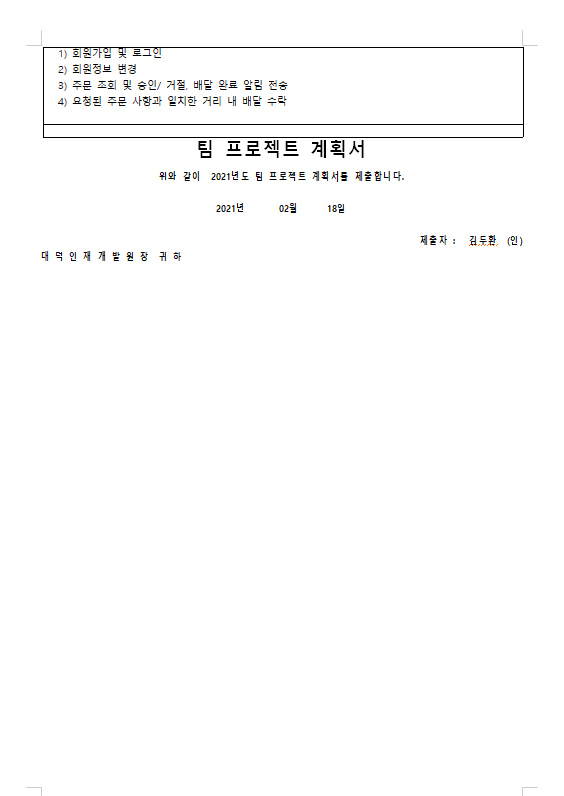 1) 회원가입 및 로그인
2) 회원정보 변경
3) 주문 조회 및 승인/ 거절, 배달 완료 알림 전송
4) 요청된 주문 사항과 일치한 거리 내 배달 수락
팀 프로젝트 계획서
위와 같이 2021년도 팀 프로젝트 계획서를 제출합니다.
2021년 02월 18일
제출자 : 김두환 (인)
대 덕 인 재 개 발 원 장 귀 하